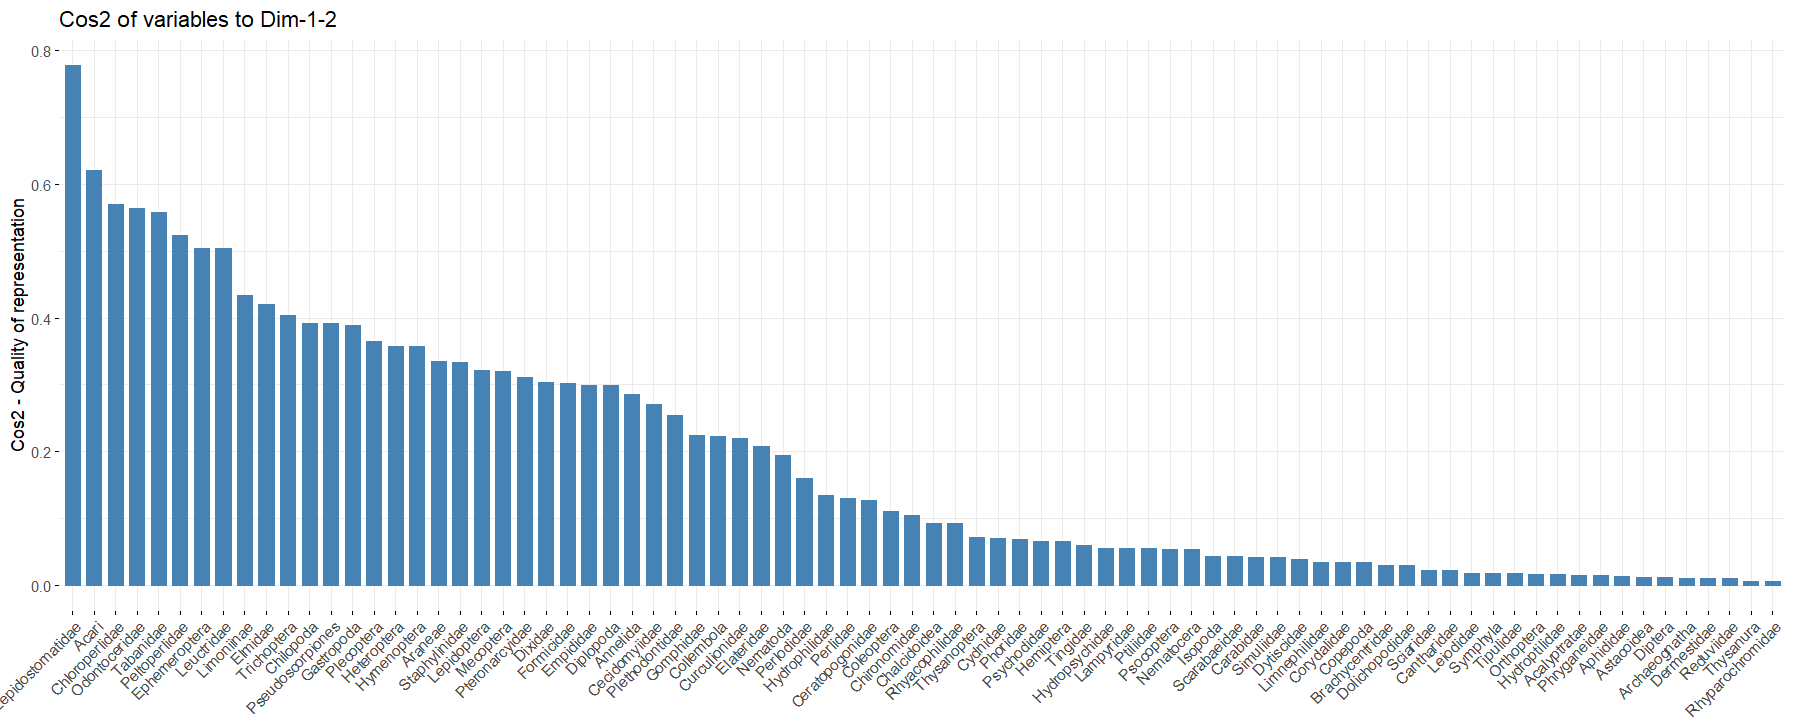 Cos2 of variables to Dim-1-2
Cos2 - Quality of representation
0.8
0.6
0.4
0.2
0.0
Lepidostomatidae
Acari
Chloroperlidae
Odontoceridae
Tabanidae
Peltoperlidae
Ephemeroptera
Leuctridae
Limoniinae
Elmidae
Trichoptera
Chilopoda
Pseudosorpiones
Gastropoda
Plecoptera
Heteroptera
Hymenoptera
Araneae
Staphylinidae
Lepidoptera
Mecoptera
Pteronarcyidae
Dixidae
Formicidae
Empididae
Diplopoda
Annelida
Cecidomyiidae
Plethodontidae
Gomphidae
Collembola
Curculionidae
Elateridae
Nematoda
Perlodidae
Hydrophilidae
Perlidae
Ceratopogonidae
Coleoptera
Chironomidae
Chalcidoidea
Rhyacophilidae
Thysanoptera
Cydnidae
Phoridae
Psychodidae
Hemiptera
Tingidae
Hydropsychidae
Lampyridae
Ptiliidae
Psocoptera
Nematocera
Isopoda
Scarabaeidae
Carabidae
Simuliidae
Dytiscidae
Limnephilidae
Corydalidae
Copepoda
Brachycentridae
Dolichopodidae
Sciaridae
Cantharidae
Leiodidae
Symphyla
Tipulidae
Orthoptera
Hydroptilidae
Acalyptratae
Phryganeidae
Aphididae
Astacoidea
Diptera
Archaeognatha
Dermestidae
Reduviidae
Thysanura
Rhyparochromidae